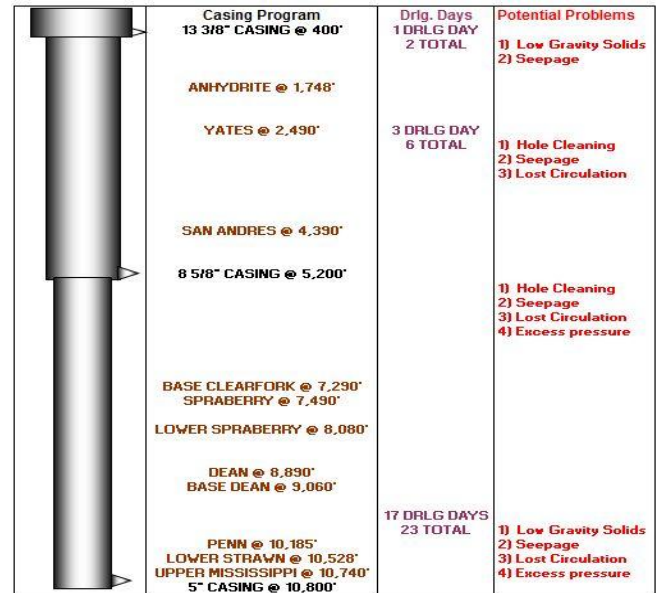 Casing Program
13 3/8" CASING @ 400'
ANHYDRITE @ 1,748'
YATES @ 2,490'
SAN ANDRES @ 4,390'
8 5/8" CASING @ 5,200'
BASE CLEARFORK @ 7,290'
SPRABERRY @ 7,490'
LOWER SPRABERRY @ 8,080'
DEAN @ 8,890'
BASE DEAN @ 9,060'
PENN @ 10,185'
LOWER STRAWN @ 10,528'
UPPER MISSISSIPPI @ 10,740'
5" CASING @ 10,800'
Drlg. Days
1 DRLG DAY
2 TOTAL
3 DRLG DAY
6 TOTAL
17 DRLG DAYS
23 TOTAL
Potential Problems
1) Low Gravity Solids
2) Seepage
1) Hole Cleaning
2) Seepage
3) Lost Circulation
1) Hole Cleaning
2) Seepage
3) Lost Circulation
4) Excess pressure
1) Low Gravity Solids
2) Seepage
3) Lost Circulation
4) Excess pressure